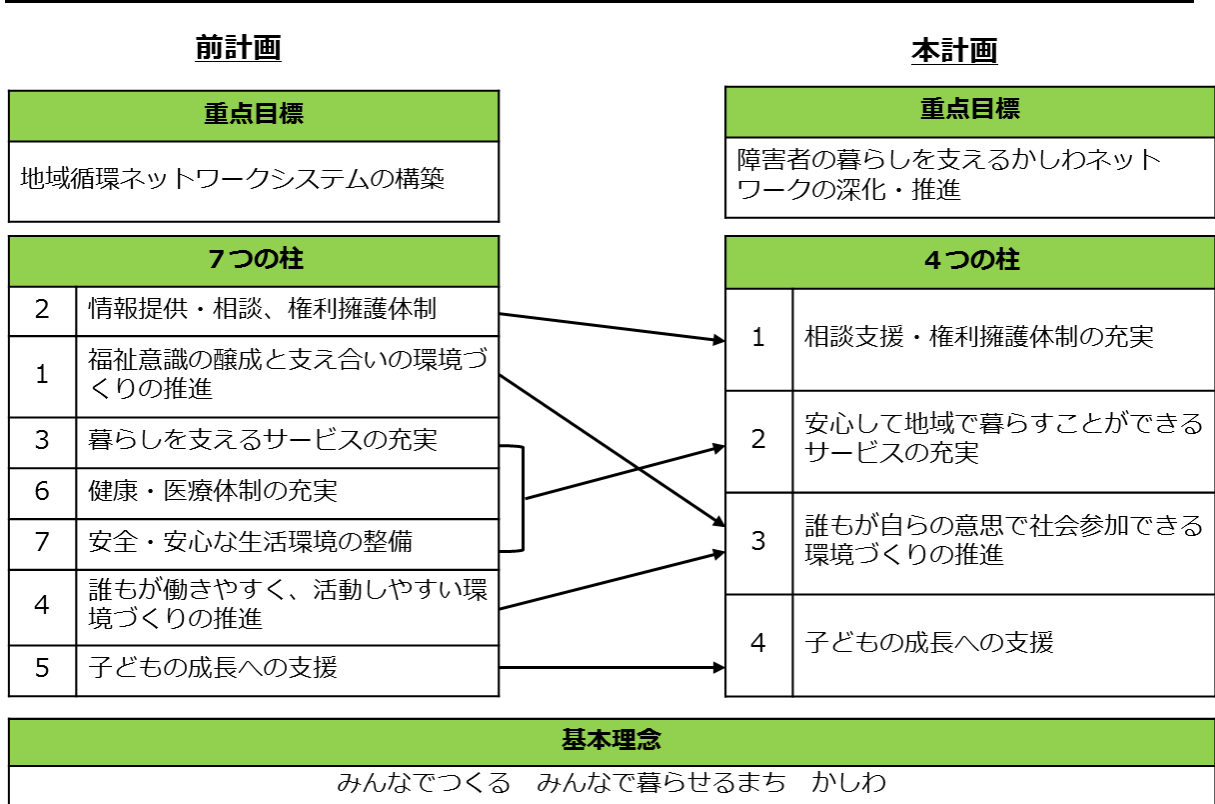 前計画
本計画
重点目標
地域循環ネットワークシステムの構築
重点目標
障害者の暮らしを支えるかしわネット
ワークの深化・推進
７つの柱
2 情報提供・相談、権利擁護体制
1 福祉意識の醸成と支え合いの環境づ
くりの推進
3 暮らしを支えるサービスの充実
6 健康・医療体制の充実
7 安全・安心な生活環境の整備
4 誰もが働きやすく、活動しやすい環
境づくりの推進
5 子どもの成長への支援
４つの柱
1 相談支援・権利擁護体制の充実
2 安心して地域で暮らすことができる
サービスの充実
3 誰もが自らの意思で社会参加できる
環境づくりの推進
4 子どもの成長への支援
基本理念
みんなでつくる　みんなで暮らせるまち　かしわ